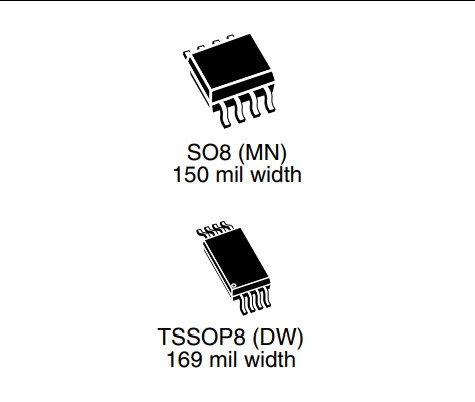 SO8 (MN)
150 mil width
TSSOP8 (DW)
169 mil width